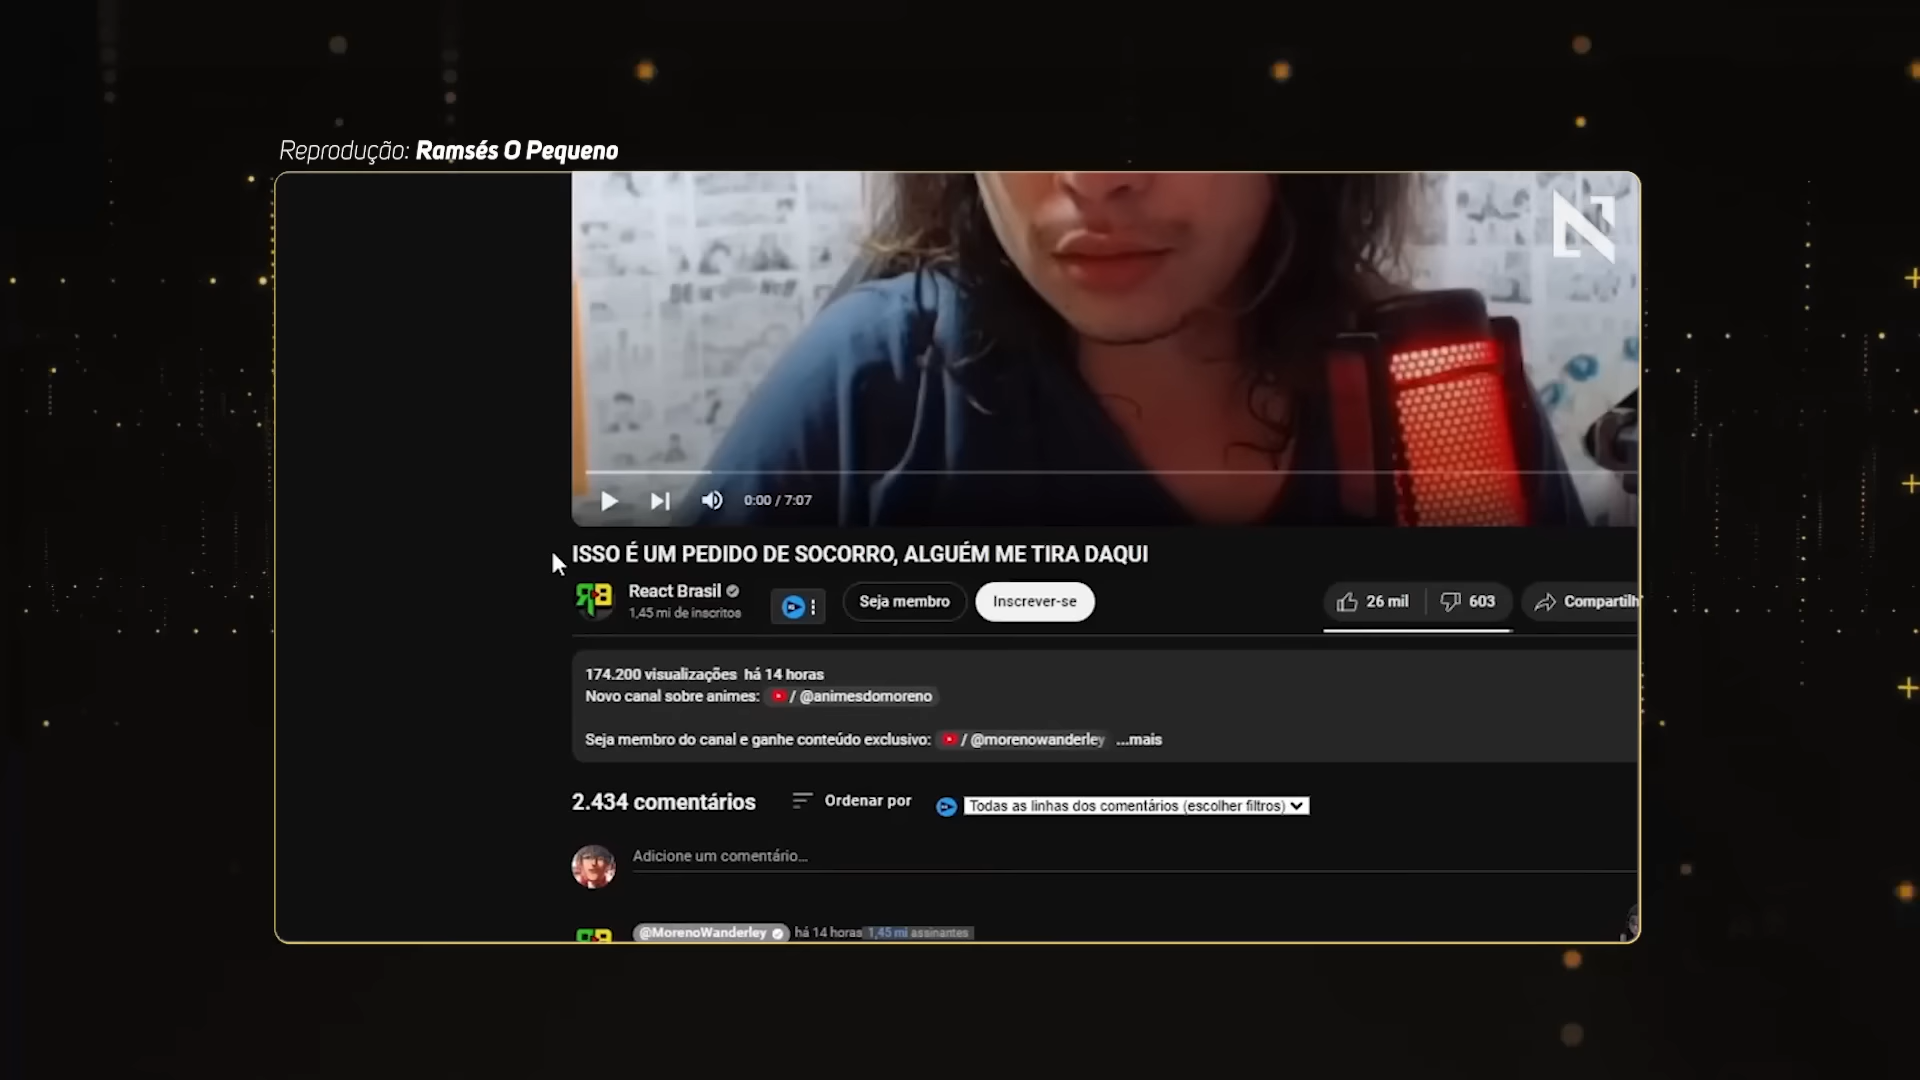 Reprodução: Ramsés O Pequeno
0:00 / 7:07
ISSO É UM PEDIDO DE SOCORRO, ALGUÉM ME TIRA DAQUI
React Brasil
1,45 mi de inscritos
Seja membro
Inscrever-se
26 mil
603
Compartilh
174.200 visualizações há 14 horas
Novo canal sobre animes: / @animesdomoreno
Seja membro do canal e ganhe conteúdo exclusivo: / @morenowanderley ...mais
2.434 comentários
Ordenar por
Todas as linhas dos comentários (escolher filtros)
Adicione um comentário...
@MorenoWanderley há 14 horas 1,45 mi assinantes